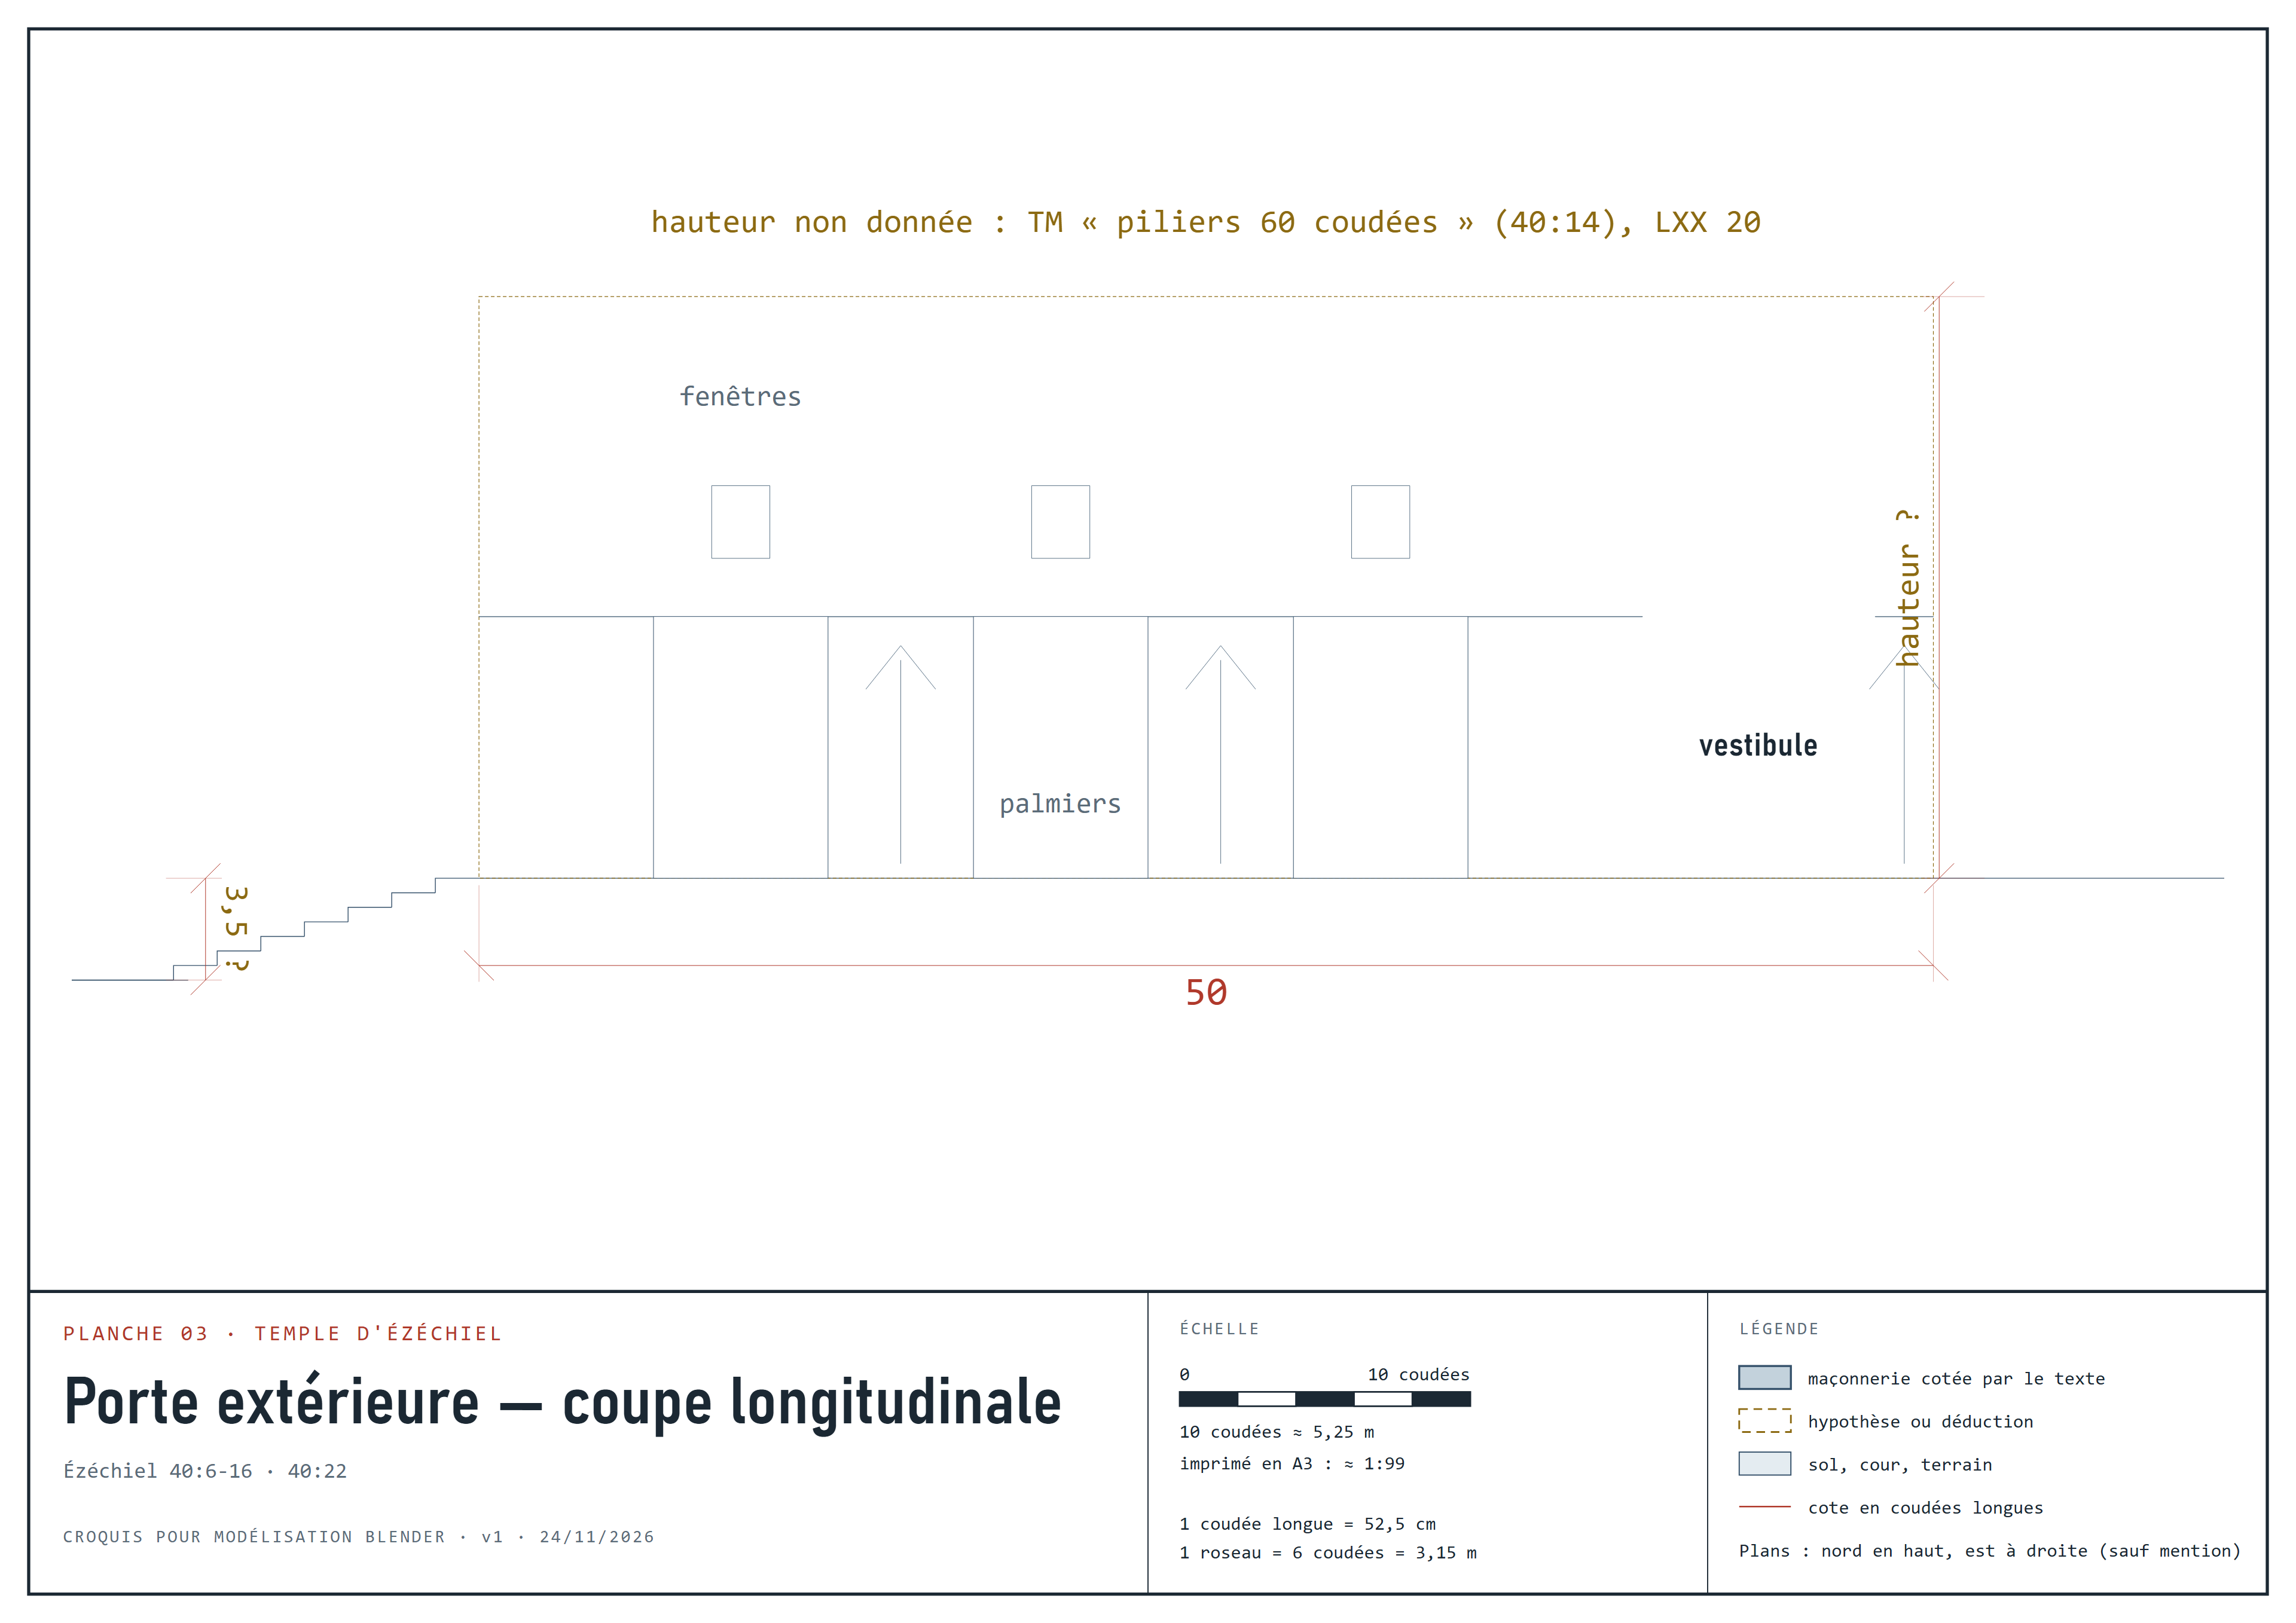 hauteur non donnée : TM « piliers 60 coudées » (40:14), LXX 20
fenêtres
hauteur ?
vestibule
palmiers
3,5 ?
50
PLANCHE 03 · TEMPLE D'ÉZÉCHIEL
Porte extérieure — coupe longitudinale
Ézéchiel 40:6-16 · 40:22
CROQUIS POUR MODÉLISATION BLENDER · v1 · 24/11/2026
ÉCHELLE
0 10 coudées
10 coudées ≈ 5,25 m
imprimé en A3 : ≈ 1:99
1 coudée longue = 52,5 cm
1 roseau = 6 coudées = 3,15 m
LÉGENDE
maçonnerie cotée par le texte
hypothèse ou déduction
sol, cour, terrain
cote en coudées longues
Plans : nord en haut, est à droite (sauf mention)